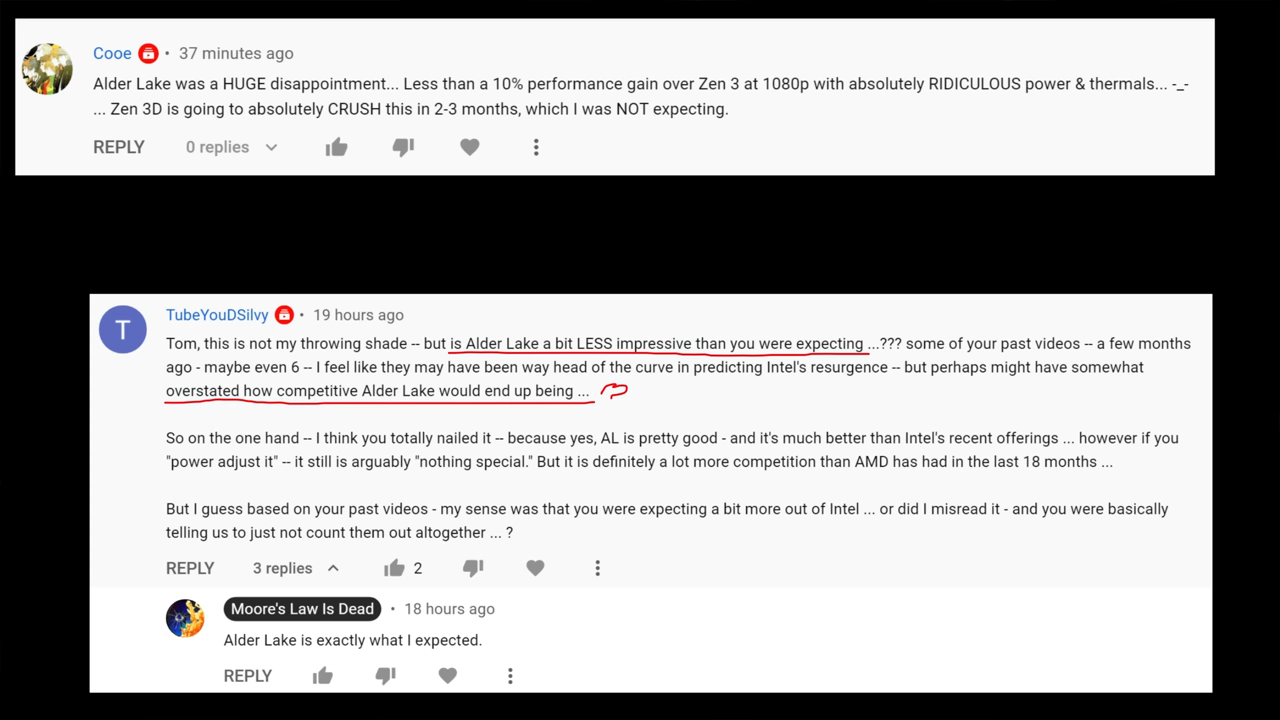 Cooe • 37 minutes ago
Alder Lake was a HUGE disappointment... Less than a 10% performance gain over Zen 3 at 1080p with absolutely RIDICULOUS power & thermals... -_-
... Zen 3D is going to absolutely CRUSH this in 2-3 months, which I was NOT expecting.
REPLY 0 replies
T
TubeYouDSilvy • 19 hours ago
Tom, this is not my throwing shade -- but is Alder Lake a bit LESS impressive than you were expecting ...??? some of your past videos -- a few months
ago - maybe even 6 -- I feel like they may have been way head of the curve in predicting Intel's resurgence -- but perhaps might have somewhat
overstated how competitive Alder Lake would end up being ...
So on the one hand -- I think you totally nailed it -- because yes, AL is pretty good - and it's much better than Intel's recent offerings ... however if you
"power adjust it" -- it still is arguably "nothing special." But it is definitely a lot more competition than AMD has had in the last 18 months ...
But I guess based on your past videos - my sense was that you were expecting a bit more out of Intel ... or did I misread it - and you were basically
telling us to just not count them out altogether ... ?
REPLY 3 replies 2
Moore's Law Is Dead • 18 hours ago
Alder Lake is exactly what I expected.
REPLY